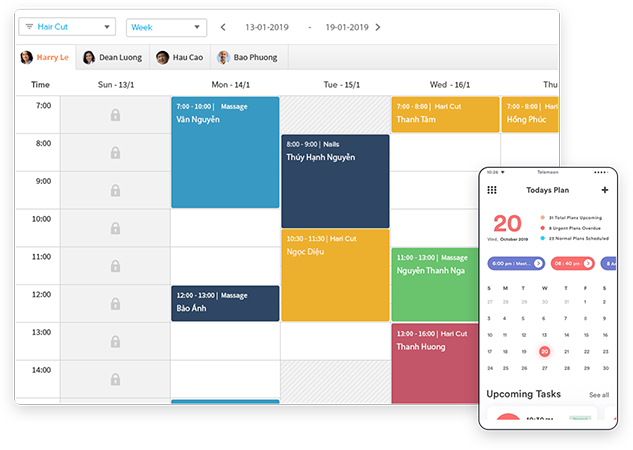 Hair Cut
Week
13-01-2019 - 19-01-2019
Harry Le
Dean Luong
Hau Cao
Bao Phuong
Time
Sun - 13/1
Mon - 14/1
Tue - 15/1
Wed - 16/1
Thu
7:00
8:00
9:00
10:00
11:00
12:00
13:00
14:00
7:00 - 10:00 | Massage
Văn Nguyễn
12:00 - 13:00 | Massage
Bảo Ánh
8:00 - 9:00 | Nails
Thúy Hạnh Nguyễn
10:30 - 11:30 | Hari Cut
Ngọc Diệu
7:00 - 8:00 | Hari Cut
Thanh Tâm
11:00 - 13:00 | Massage
Nguyễn Thanh Nga
13:00 - 16:00 | Hari Cut
Thanh Huong
7:00 - 8:00 | Hari
Hồng Phúc
10:26
Telemoon
Todays Plan
20
Wed, October 2019
31 Total Plans Upcoming
8 Urgent Plans Overdue
23 Normal Plans Scheduled
6:00 pm | Meet...
08 : 40 pm
S M T W T F S
27 28 29 30 31 1 2
3 4 5 6 7 8 9
10 11 12 13 14 15 16
17 18 19 20 21 22 23
24 25 26 27 28 29 30
Upcoming Tasks
See all